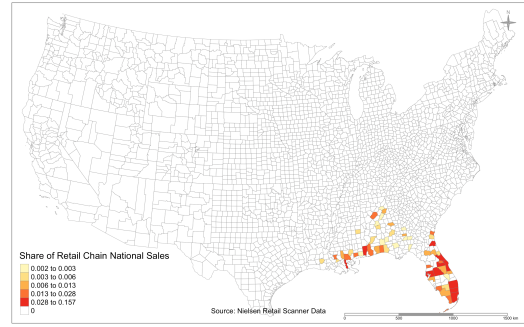 N
Share of Retail Chain National Sales
0.002 to 0.003
0.003 to 0.006
0.006 to 0.013
0.013 to 0.028
0.028 to 0.157
0
Source: Nielsen Retail Scanner Data
0 500 1000 1500 km